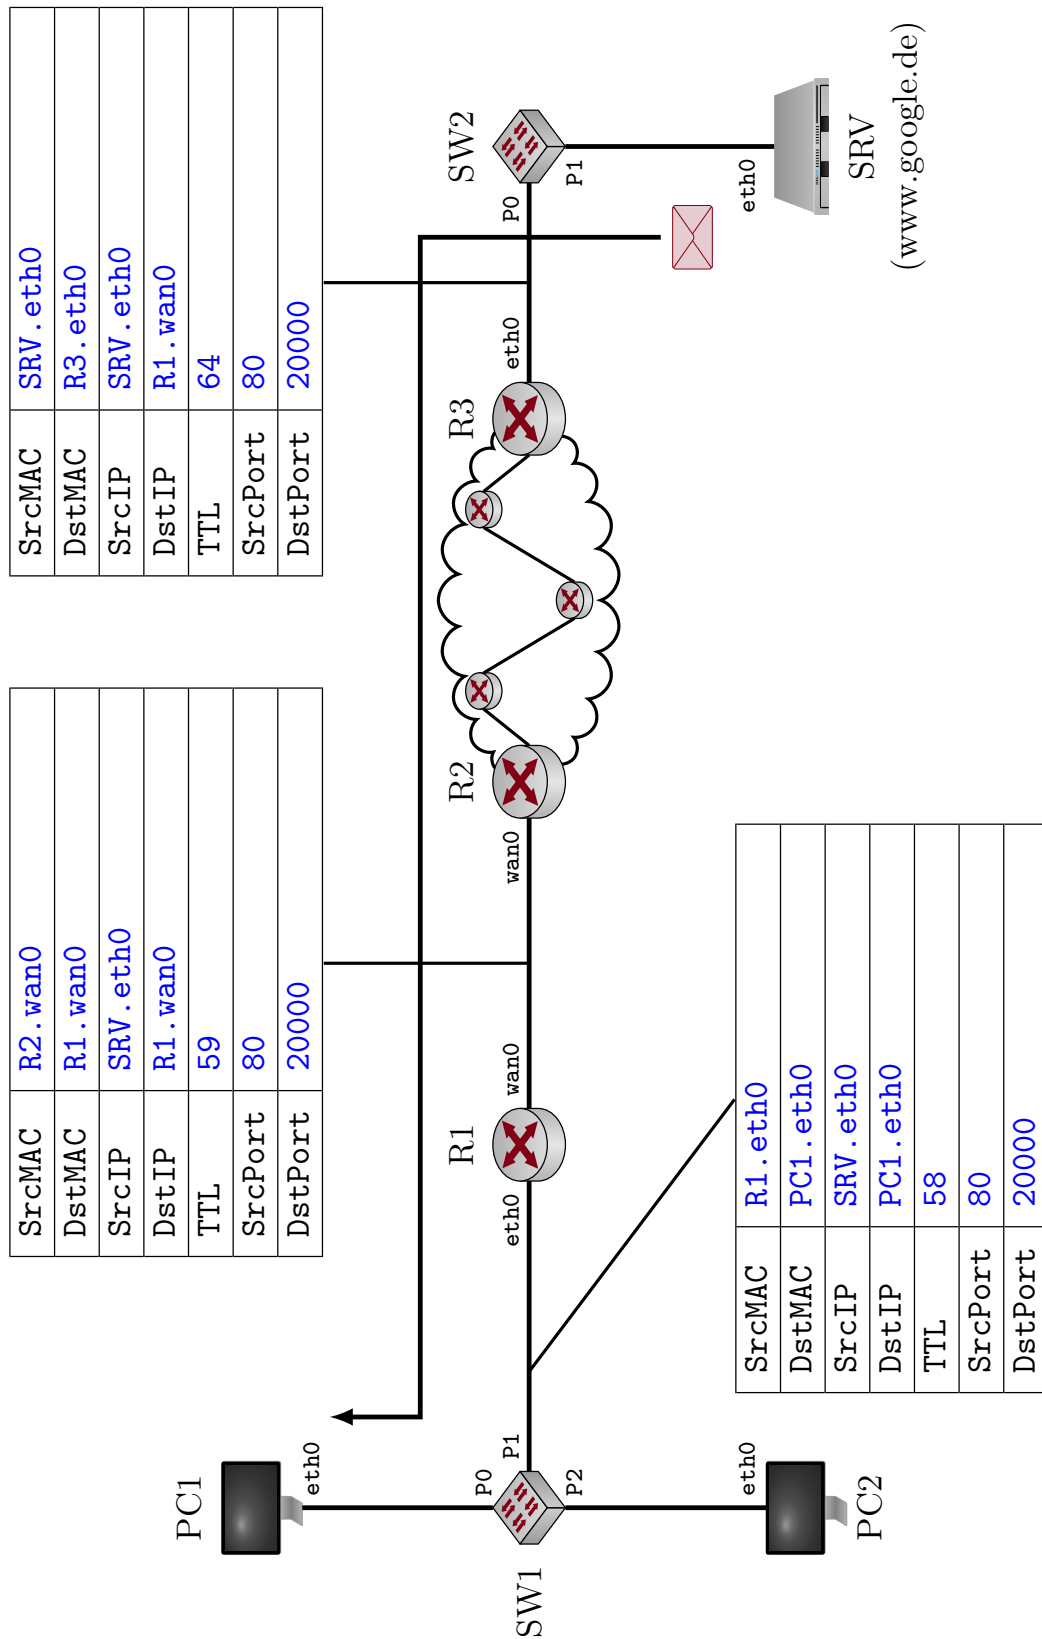 SrcMAC R2.wan0
DstMAC R1.wan0
SrcIP SRV.eth0
DstIP R1.wan0
TTL 59
SrcPort 80
DstPort 20000
SrcMAC SRV.eth0
DstMAC R3.eth0
SrcIP SRV.eth0
DstIP R1.wan0
TTL 64
SrcPort 80
DstPort 20000
PC1
eth0
P0
SW1
P1
P2
eth0
PC2
R1
eth0
wan0
R2
wan0
R3
eth0
SW2
P0
P1
eth0
SRV
(www.google.de)
SrcMAC R1.eth0
DstMAC PC1.eth0
SrcIP SRV.eth0
DstIP PC1.eth0
TTL 58
SrcPort 80
DstPort 20000